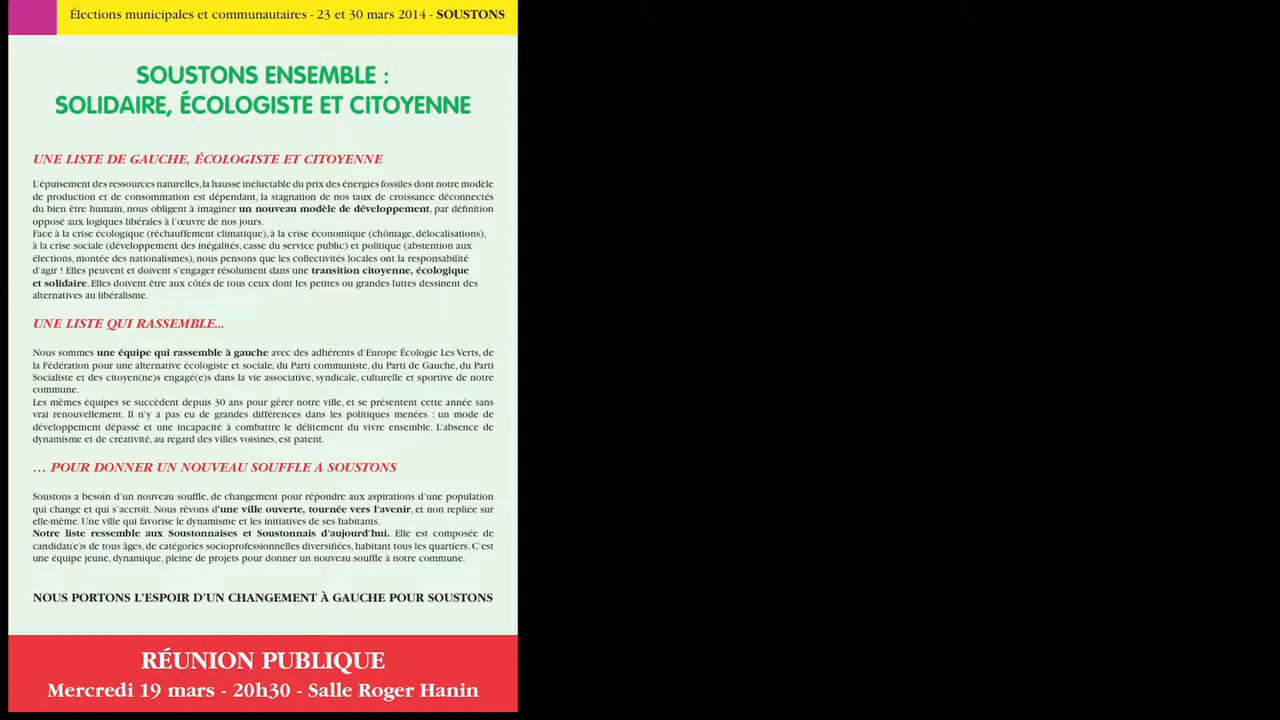 Élections municipales et communautaires - 23 et 30 mars 2014 - SOUSTONS
SOUSTONS ENSEMBLE :
SOLIDAIRE, ÉCOLOGISTE ET CITOYENNE
UNE LISTE DE GAUCHE, ÉCOLOGISTE ET CITOYENNE
L'épuisement des ressources naturelles, la hausse inéluctable du prix des énergies fossiles dont notre modèle
de production et de consommation est dépendant, la stagnation de nos taux de croissance déconnectés
du bien être humain, nous obligent à imaginer un nouveau modèle de développement, par définition
opposé aux logiques libérales à l'œuvre de nos jours.
Face à la crise écologique (réchauffement climatique), à la crise économique (chômage, délocalisations),
à la crise sociale (développement des inégalités, casse du service public) et politique (abstention aux
élections, montée des nationalismes), nous pensons que les collectivités locales ont la responsabilité
d'agir ! Elles peuvent et doivent s'engager résolument dans une transition citoyenne, écologique
et solidaire. Elles doivent être aux côtés de tous ceux dont les petites ou grandes luttes dessinent des
alternatives au libéralisme.
UNE LISTE QUI RASSEMBLE...
Nous sommes une équipe qui rassemble à gauche avec des adhérents d'Europe Écologie Les Verts, de
la Fédération pour une alternative écologiste et sociale, du Parti communiste, du Parti de Gauche, du Parti
Socialiste et des citoyen(ne)s engagé(e)s dans la vie associative, syndicale, culturelle et sportive de notre
commune.
Les mêmes équipes se succèdent depuis 30 ans pour gérer notre ville, et se présentent cette année sans
vrai renouvellement. Il n'y a pas eu de grandes différences dans les politiques menées : un mode de
développement dépassé et une incapacité à combattre le délitement du vivre ensemble. L'absence de
dynamisme et de créativité, au regard des villes voisines, est patent.
… POUR DONNER UN NOUVEAU SOUFFLE A SOUSTONS
Soustons a besoin d'un nouveau souffle, de changement pour répondre aux aspirations d'une population
qui change et qui s'accroît. Nous rêvons d'une ville ouverte, tournée vers l'avenir, et non repliée sur
elle-même. Une ville qui favorise le dynamisme et les initiatives de ses habitants.
Notre liste ressemble aux Soustonnaises et Soustonnais d'aujourd'hui. Elle est composée de
candidat(e)s de tous âges, de catégories socioprofessionnelles diversifiées, habitant tous les quartiers. C'est
une équipe jeune, dynamique, pleine de projets pour donner un nouveau souffle à notre commune.
NOUS PORTONS L'ESPOIR D'UN CHANGEMENT À GAUCHE POUR SOUSTONS
RÉUNION PUBLIQUE
Mercredi 19 mars - 20h30 - Salle Roger Hanin